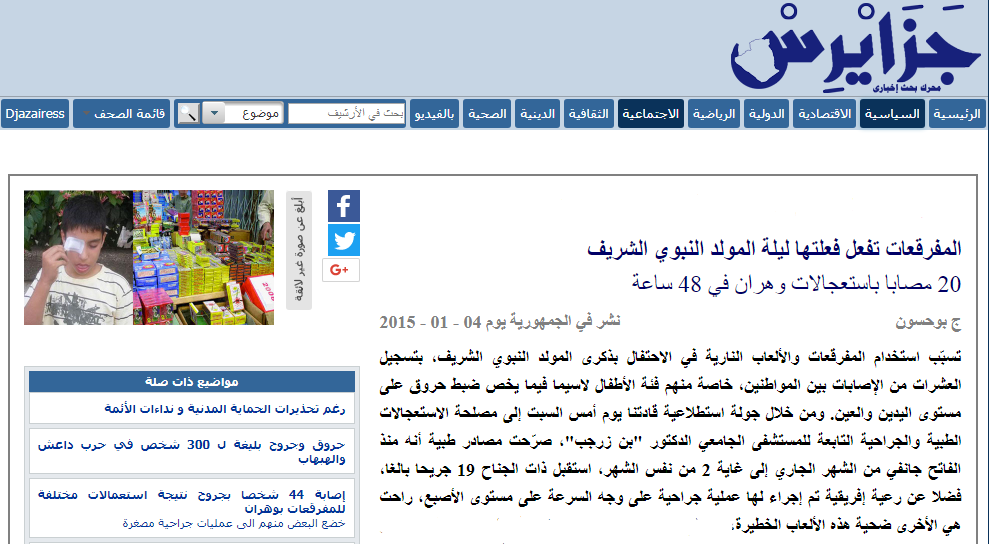 جزايرس
محرك بحث إخباري
الرئيسية السياسية الاقتصادية الدولية الرياضية الاجتماعية الثقافية الدينية الصحية بالفيديو بحث في الأرشيف موضوع قائمة الصحف Djazairess
المفرقعات تفعل فعلتها ليلة المولد النبوي الشريف
20 مصابا باستعجالات وهران في 48 ساعة
ج بوحسون نشر في الجمهورية يوم 04 - 01 - 2015
تسبّب استخدام المفرقعات والألعاب النارية في الاحتفال بذكرى المولد النبوي الشريف، بتسجيل
العشرات من الإصابات بين المواطنين، خاصة منهم فئة الأطفال لاسيما فيما يخص ضبط حروق على
مستوى اليدين والعين. ومن خلال جولة استطلاعية قادتنا يوم أمس السبت إلى مصلحة الاستعجالات
الطبية والجراحية التابعة للمستشفى الجامعي الدكتور "بن زرجب"، صرّحت مصادر طبية أنه منذ
الفاتح جانفي من الشهر الجاري إلى غاية 2 من نفس الشهر، استقبل ذات الجناح 19 جريحا بالغا،
فضلا عن رعية إفريقية تم إجراء لها عملية جراحية على وجه السرعة على مستوى الأصبع، راحت
هي الأخرى ضحية هذه الألعاب الخطيرة.
أبلغ عن صورة غير لائقة
مواضيع ذات صلة
رغم تحذيرات الحماية المدنية و نداءات الأئمة
حروق وجروح بليغة ل 300 شخص في حرب داعش
والهبهاب
إصابة 44 شخصا بجروح نتيجة استعمالات مختلفة
للمفرقعات بوهران
خضع البعض منهم الى عمليات جراحية مصغرة